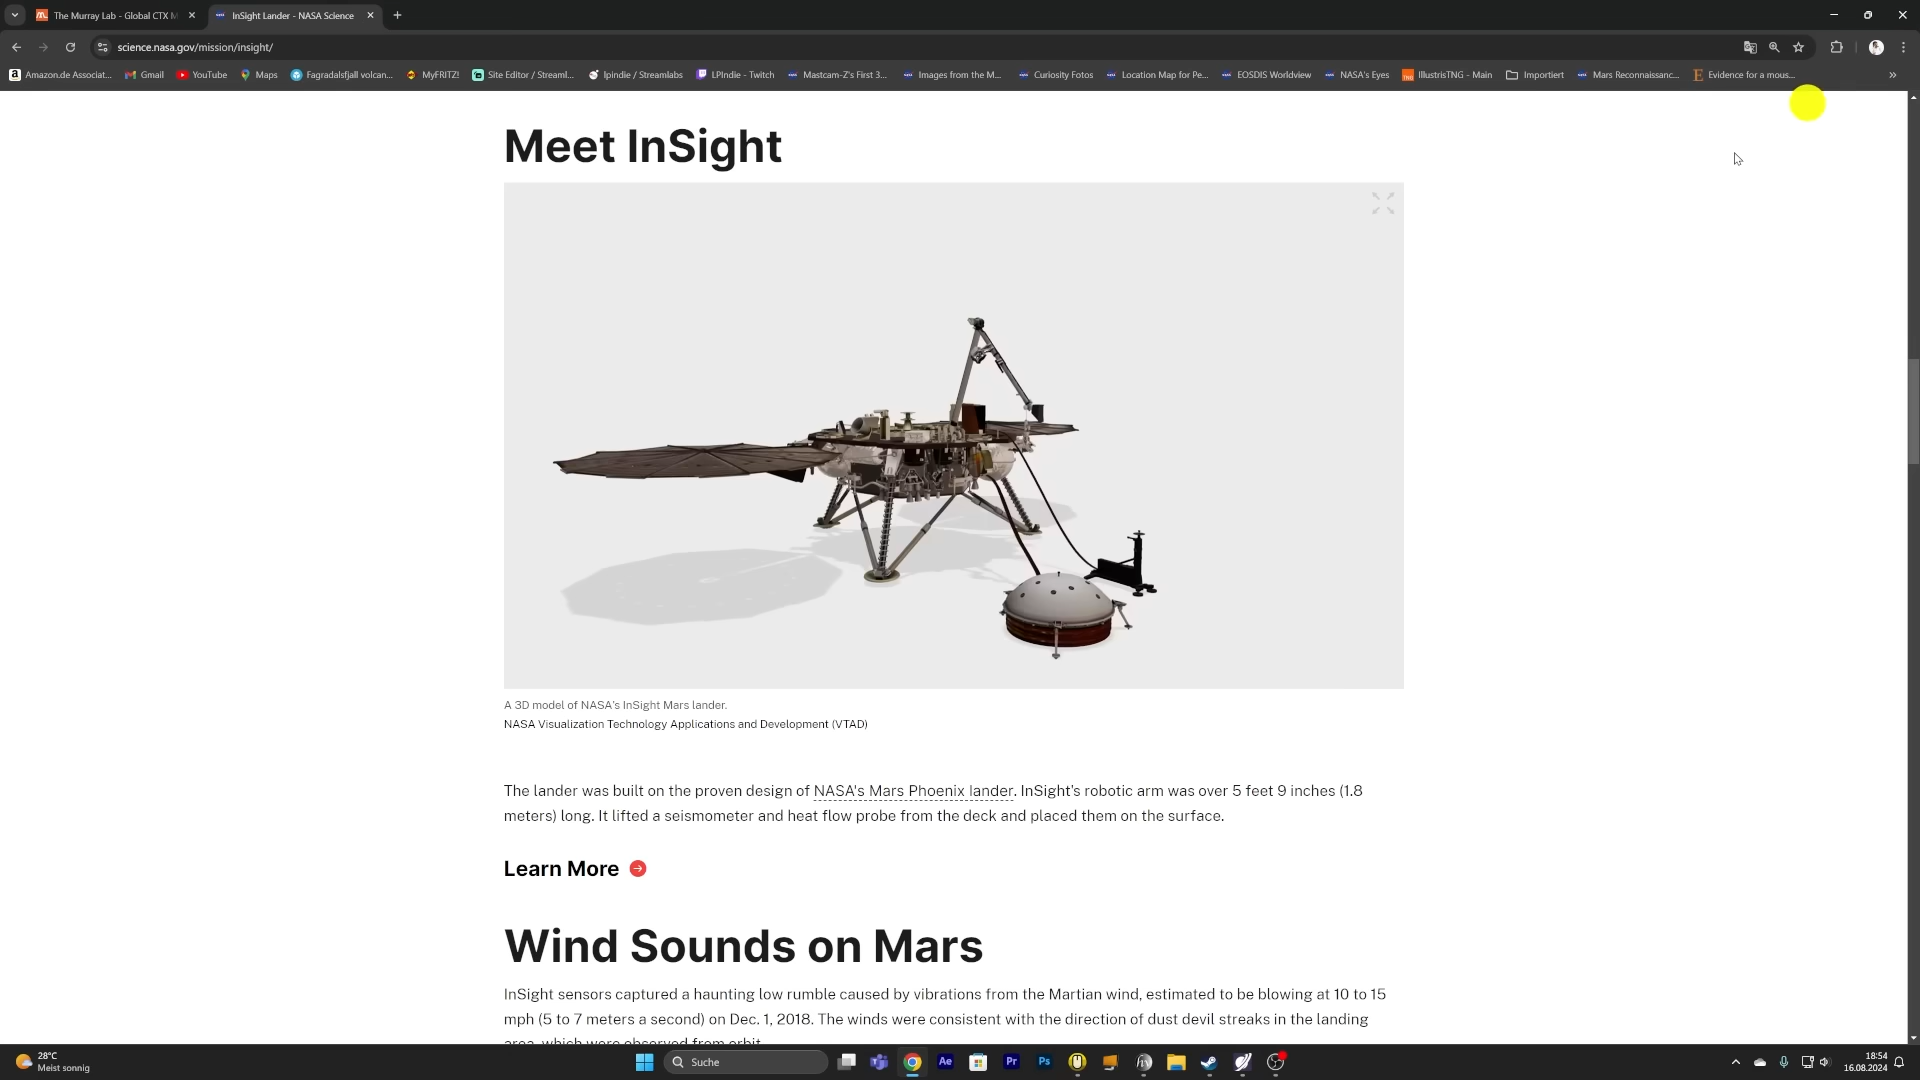 The Murray Lab - Global CTX M
InSight Lander - NASA Science
science.nasa.gov/mission/insight/
Amazon.de Associat... Gmail YouTube Maps Fagradalsfjall volcan... MyFRITZ! Site Editor / Streaml... lpindie / Streamlabs LPIndie - Twitch Mastcam-Z's First 3... Images from the M... Curiosity Fotos Location Map for Pe... EOSDIS Worldview NASA's Eyes IllustrisTNG - Main Importiert Mars Reconnaissanc... Evidence for a mous...
Meet InSight
A 3D model of NASA's InSight Mars lander.
NASA Visualization Technology Applications and Development (VTAD)
The lander was built on the proven design of NASA's Mars Phoenix lander. InSight's robotic arm was over 5 feet 9 inches (1.8
meters) long. It lifted a seismometer and heat flow probe from the deck and placed them on the surface.
Learn More
Wind Sounds on Mars
InSight sensors captured a haunting low rumble caused by vibrations from the Martian wind, estimated to be blowing at 10 to 15
mph (5 to 7 meters a second) on Dec. 1, 2018. The winds were consistent with the direction of dust devil streaks in the landing
area, which were observed from orbit.
28°C
Meist sonnig
Suche
Ae
Pr
Ps
18:54
16.08.2024